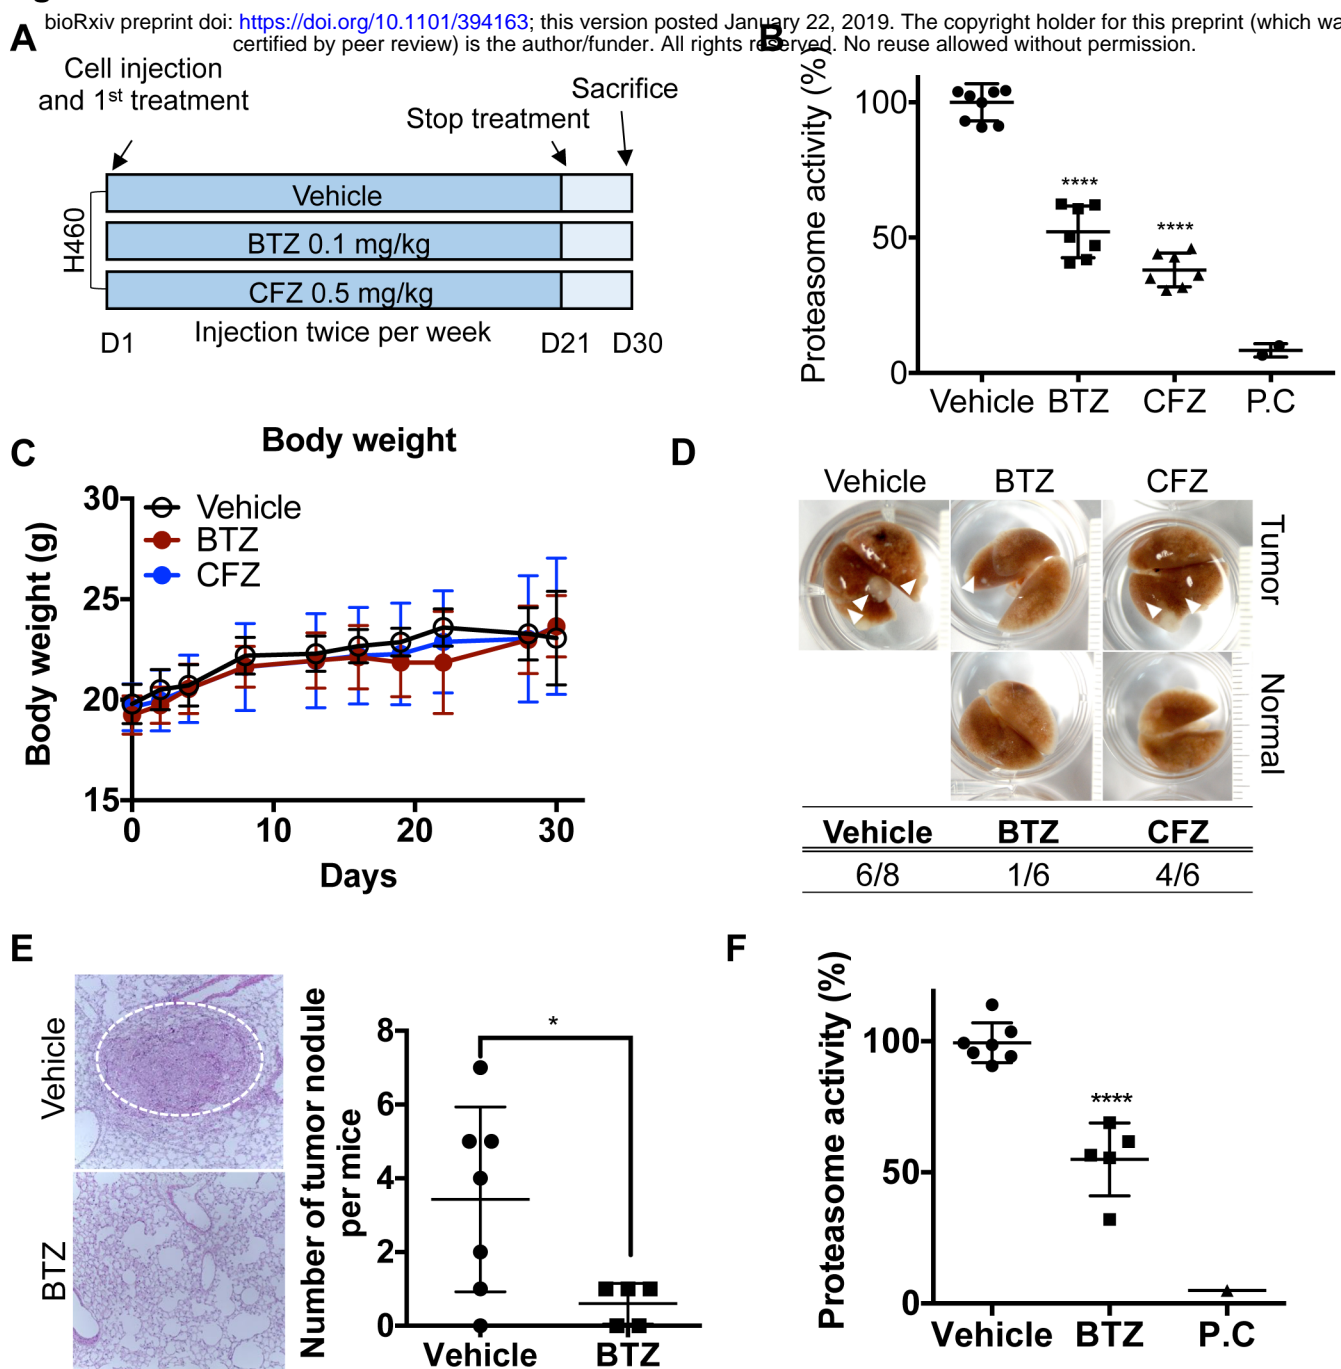 bioRxiv preprint doi: https://doi.org/10.1101/394163; this version posted January 22, 2019. The copyright holder for this preprint (which
certified by peer review) is the author/funder. All rights reserved. No reuse allowed without permission.
A
Cell injection
and 1st treatment
Stop treatment
Sacrifice
H460
Vehicle
BTZ 0.1 mg/kg
CFZ 0.5 mg/kg
D1
Injection twice per week
D21
D30
B
Proteasome activity (%)
100
50
0
****
****
Vehicle
BTZ
CFZ
P.C
C
Body weight
Body weight (g)
30
25
20
15
Vehicle
BTZ
CFZ
0
10
20
30
Days
D
Vehicle
BTZ
CFZ
Tumor
Normal
Vehicle BTZ CFZ
6/8 1/6 4/6
E
Vehicle
BTZ
Number of tumor nodule
per mice
8
6
4
2
0
*
Vehicle
BTZ
F
Proteasome activity (%)
100
50
0
****
Vehicle
BTZ
P.C